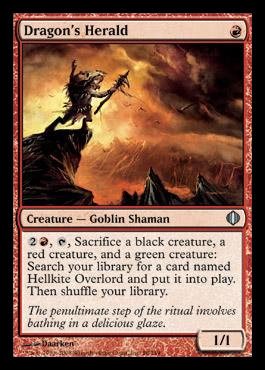 Dragon's Herald
Creature — Goblin Shaman
2, Sacrifice a black creature, a
red creature, and a green creature:
Search your library for a card named
Hellkite Overlord and put it into play.
Then shuffle your library.
The penultimate step of the ritual involves
bathing in a delicious glaze.
Daarken
1/1